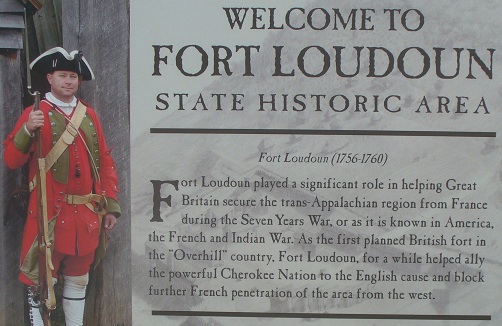 WELCOME TO
FORT LOUDOUN
STATE HISTORIC AREA
Fort Loudoun (1756-1760)
Fort Loudoun played a significant role in helping Great
Britain secure the trans-Appalachian region from France
during the Seven Years War, or as it is known in America,
the French and Indian War. As the first planned British fort in
the "Overhill" country, Fort Loudoun, for a while helped ally
the powerful Cherokee Nation to the English cause and block
further French penetration of the area from the west.